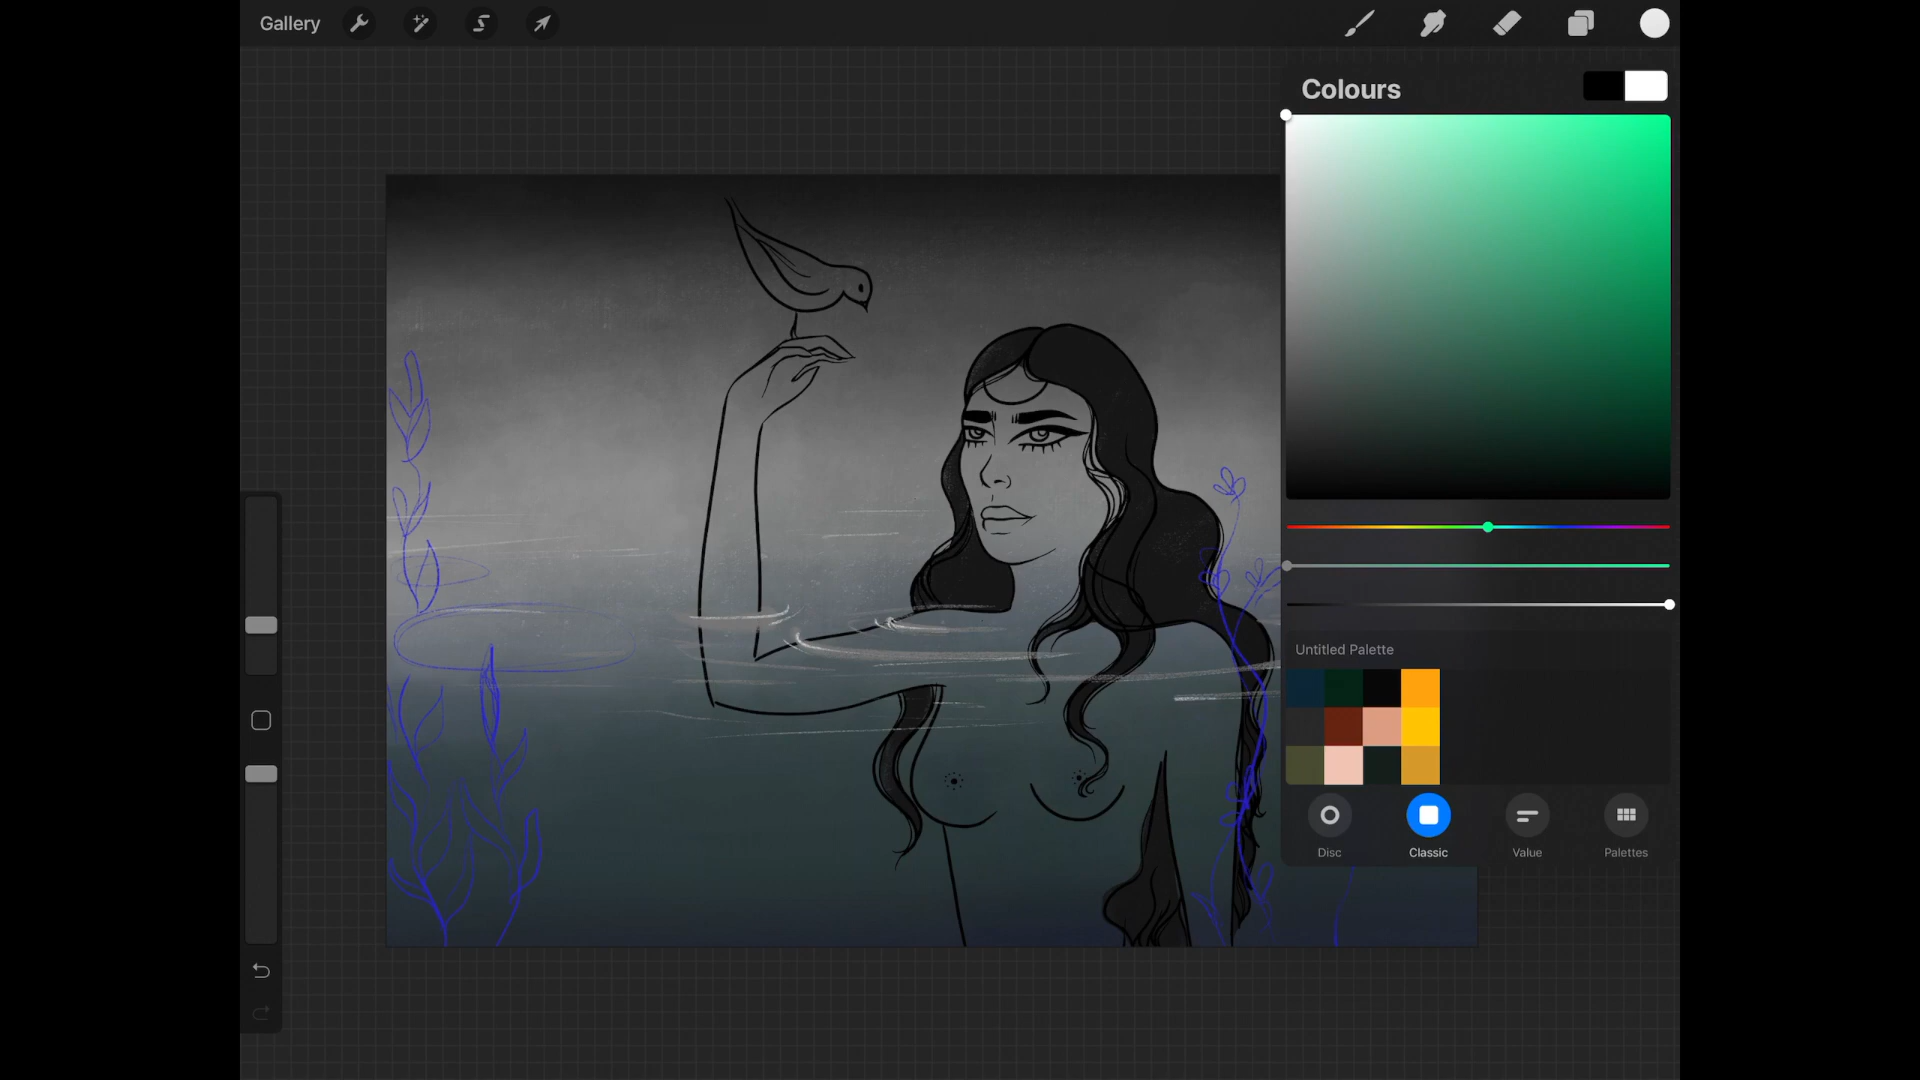 Gallery
Colours
Untitled Palette
Disc
Classic
Value
Palettes